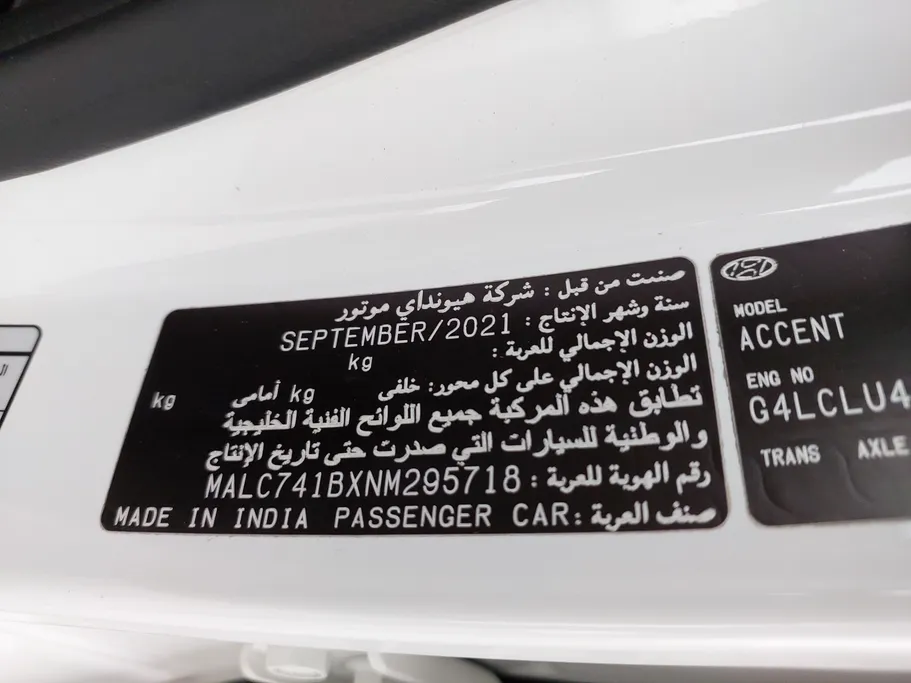 صنعت من قبل : شركة هيونداي موتور
سنة وشهر الإنتاج : SEPTEMBER/2021
الوزن الإجمالي للعربة : kg
الوزن الإجمالي على كل محور: خلفى kg أمامى kg
تطابق هذه المركبة جميع اللوائح الفنية الخليجية
والوطنية للسيارات التي صدرت حتى تاريخ الإنتاج
رقم الهوية للعربة : MALC741BXNM295718
صنف العربة : MADE IN INDIA PASSENGER CAR
MODEL
ACCENT
ENG NO
G4LCLU4
TRANS AXLE